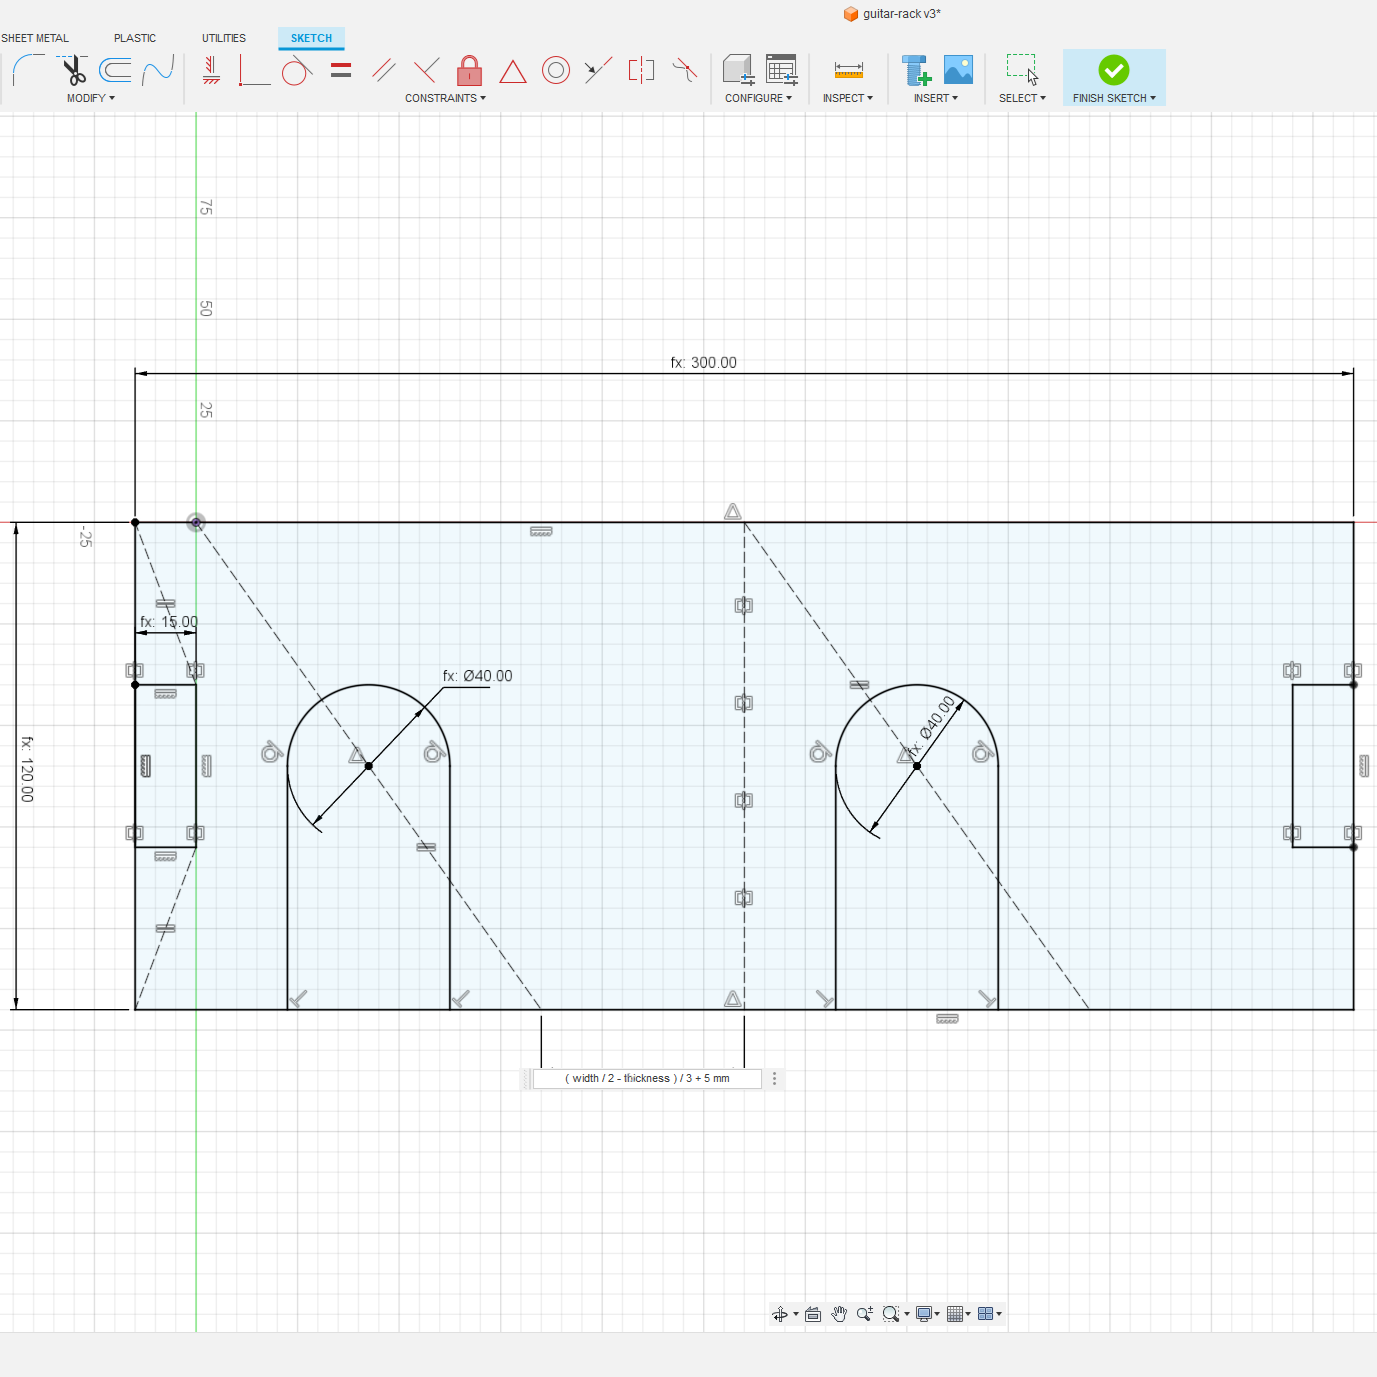 guitar-rack v3*
SHEET METAL PLASTIC UTILITIES SKETCH
MODIFY CONSTRAINTS CONFIGURE INSPECT INSERT SELECT FINISH SKETCH
75
50
fx: 300.00
25
-25
fx: 15.00
fx: Ø40.00
fx: Ø40.00
fx: 120.00
( width / 2 - thickness ) / 3 + 5 mm